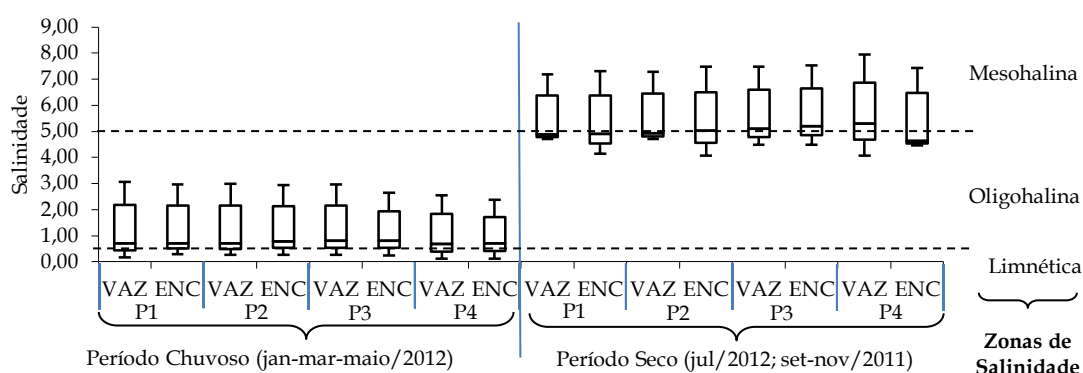 9,00
8,00
7,00
6,00
5,00
4,00
3,00
2,00
1,00
0,00
Salinidade
Mesohalina
Oligohalina
Limnética
VAZ ENC VAZ ENC VAZ ENC VAZ ENC VAZ ENC VAZ ENC VAZ ENC VAZ ENC
P1 P2 P3 P4 P1 P2 P3 P4
Período Chuvoso (jan-mar-maio/2012) Período Seco (jul/2012; set-nov/2011)
Zonas de
Salinidade